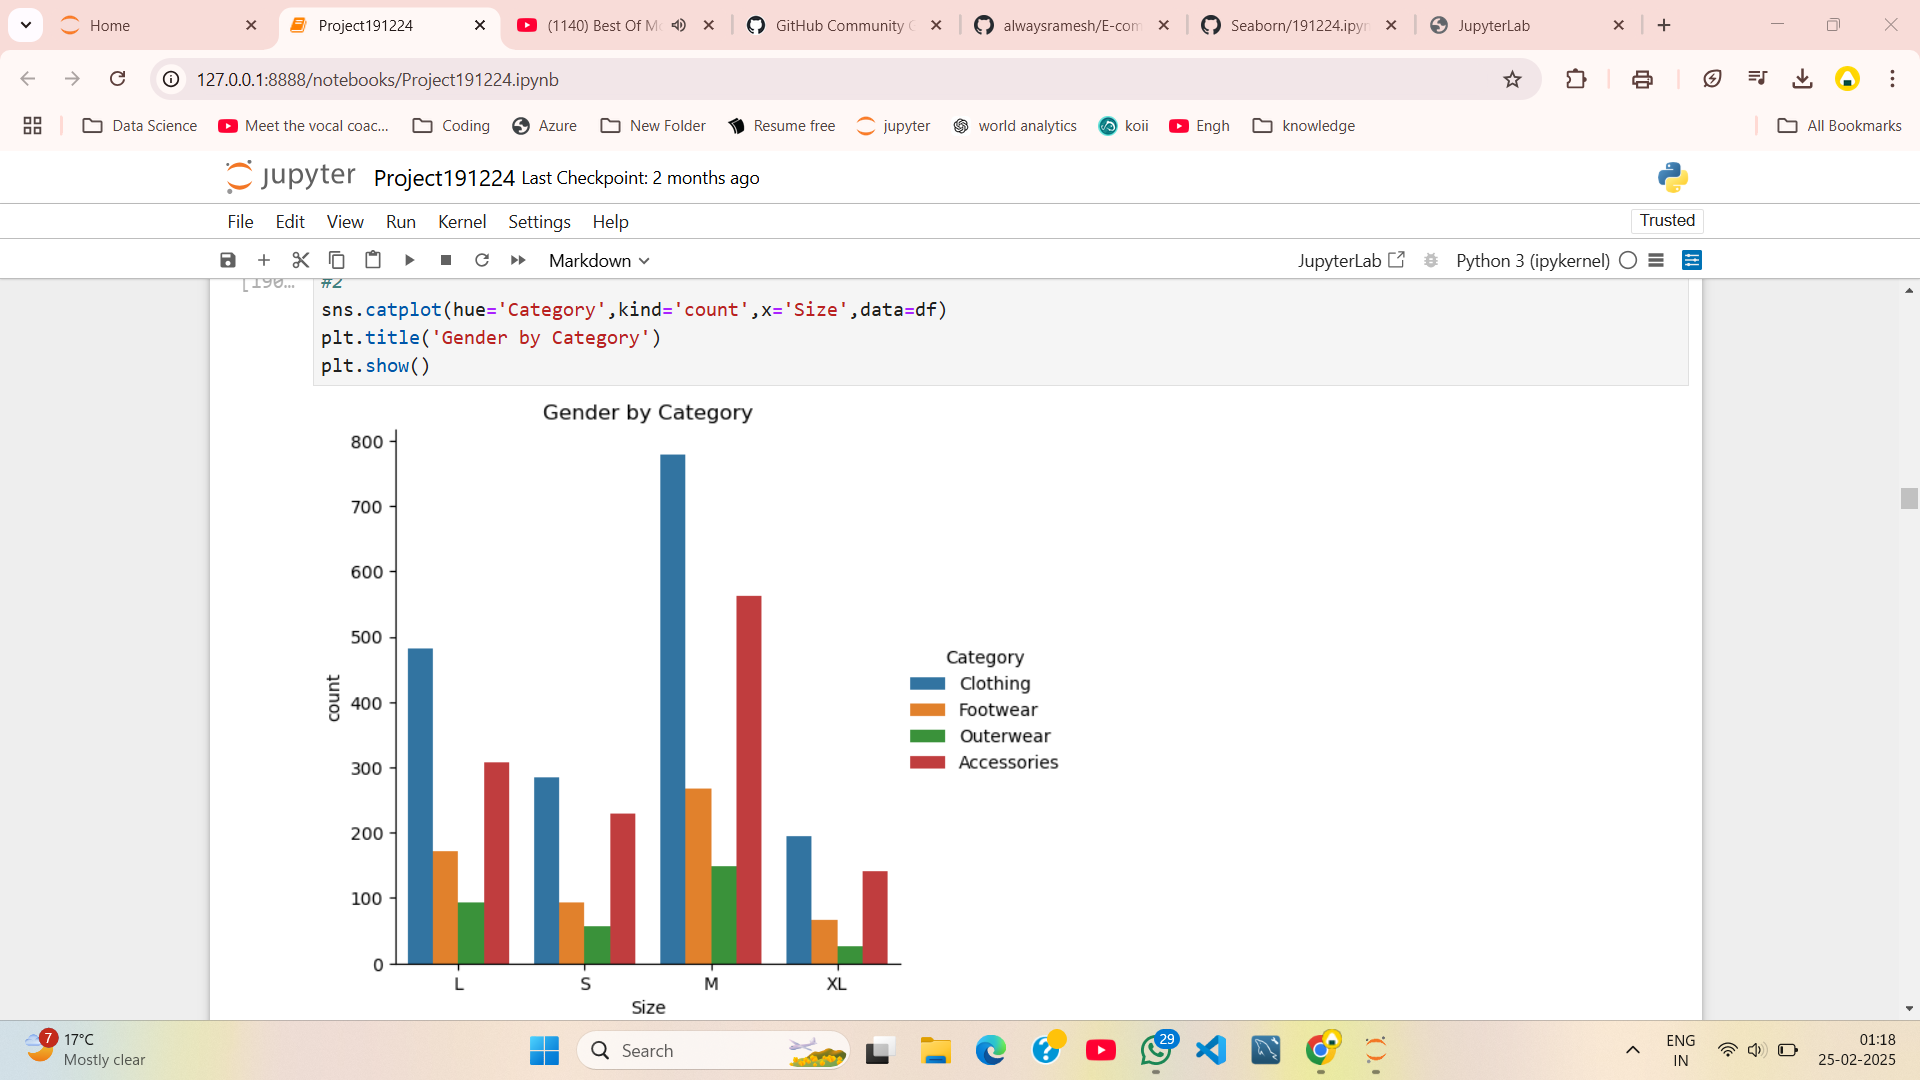 Home
Project191224
(1140) Best Of Mo
GitHub Community G
alwaysramesh/E-com
Seaborn/191224.ipyn
JupyterLab
127.0.0.1:8888/notebooks/Project191224.ipynb
Data Science
Meet the vocal coac...
Coding
Azure
New Folder
Resume free
jupyter
world analytics
koii
Engh
knowledge
All Bookmarks
jupyter Project191224 Last Checkpoint: 2 months ago
File Edit View Run Kernel Settings Help
Trusted
Markdown
JupyterLab
Python 3 (ipykernel)
[190...
#2
sns.catplot(hue='Category',kind='count',x='Size',data=df)
plt.title('Gender by Category')
plt.show()
Gender by Category
800
700
600
500
400
300
200
100
0
count
L S M XL
Size
Category
Clothing
Footwear
Outerwear
Accessories
7
17°C
Mostly clear
Search
29
ENG
IN
01:18
25-02-2025